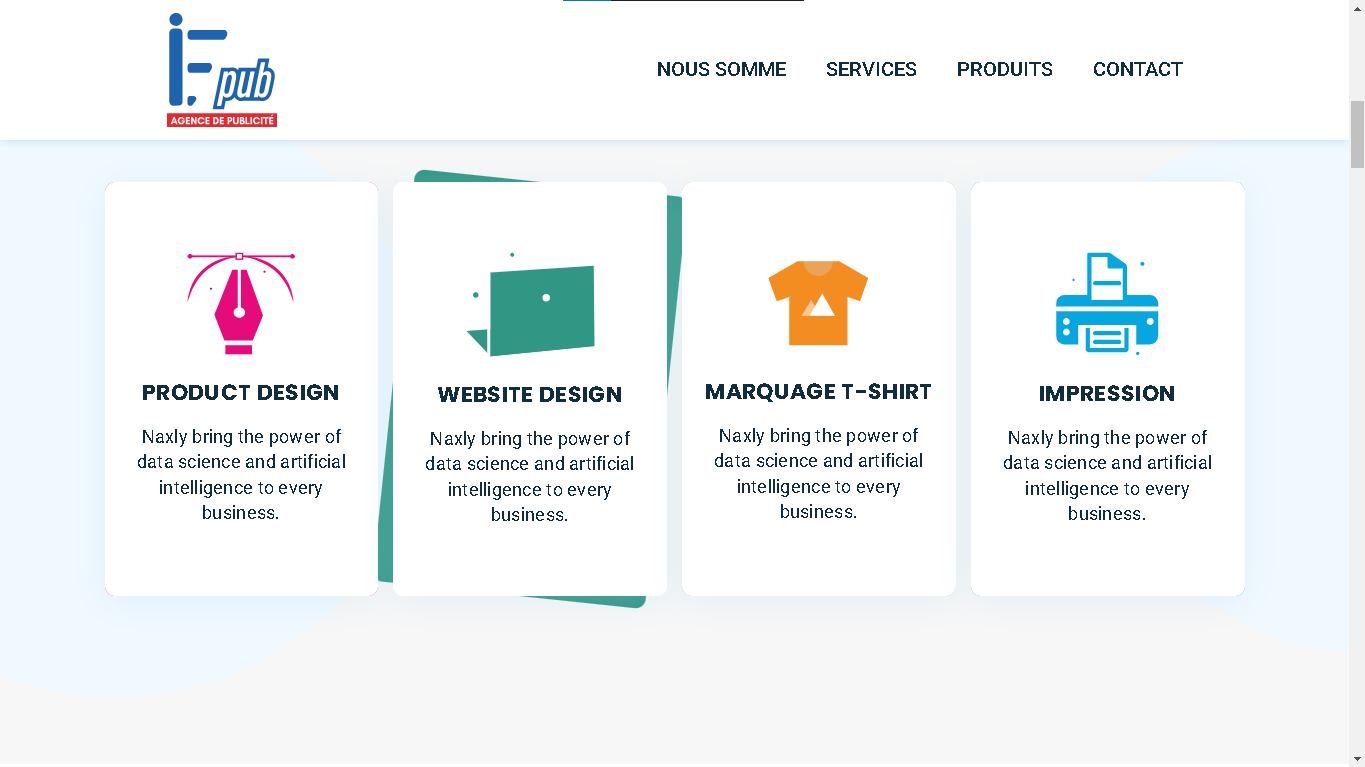 iF. pub
AGENCE DE PUBLICITÉ
NOUS SOMME SERVICES PRODUITS CONTACT
PRODUCT DESIGN
Naxly bring the power of
data science and artificial
intelligence to every
business.
WEBSITE DESIGN
Naxly bring the power of
data science and artificial
intelligence to every
business.
MARQUAGE T-SHIRT
Naxly bring the power of
data science and artificial
intelligence to every
business.
IMPRESSION
Naxly bring the power of
data science and artificial
intelligence to every
business.